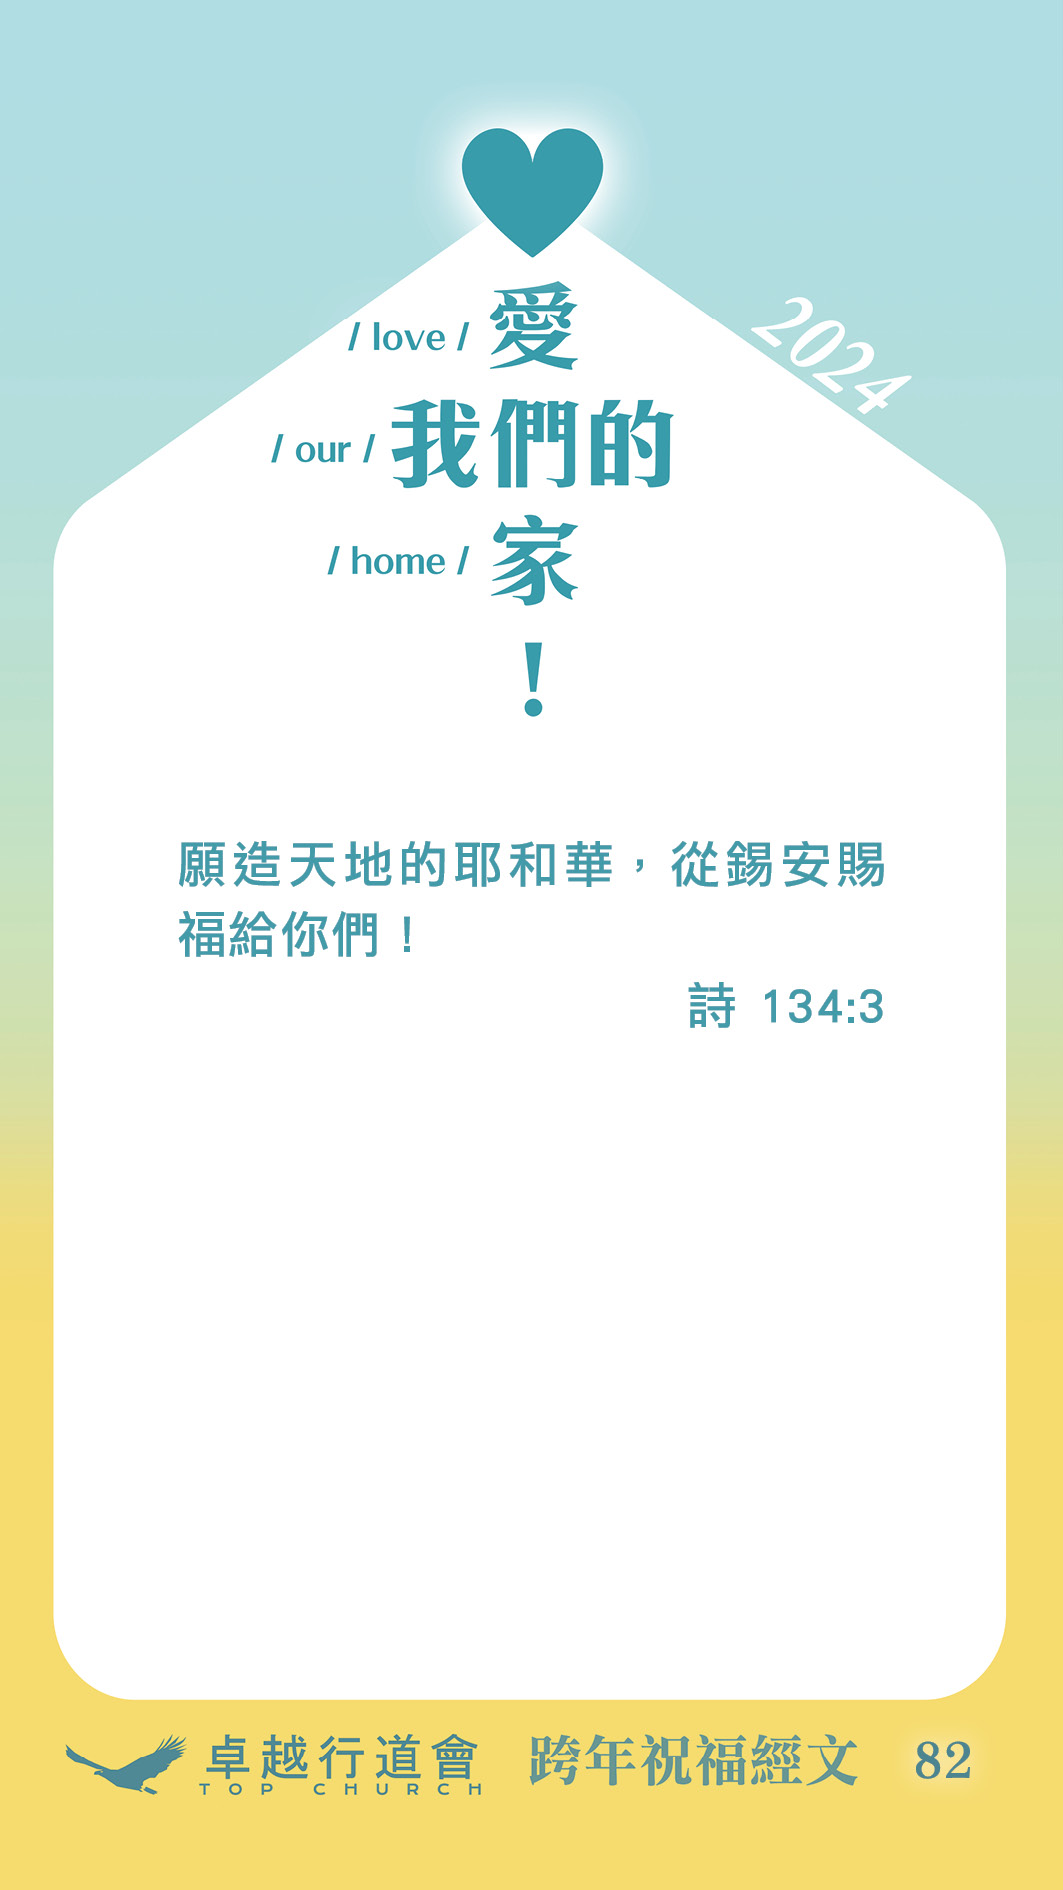 / love / 愛
2024
/ our / 我們的
/ home / 家
!
願造天地的耶和華，從錫安賜
福給你們！
詩 134:3
卓越行道會 跨年祝福經文 82
TOP CHURCH